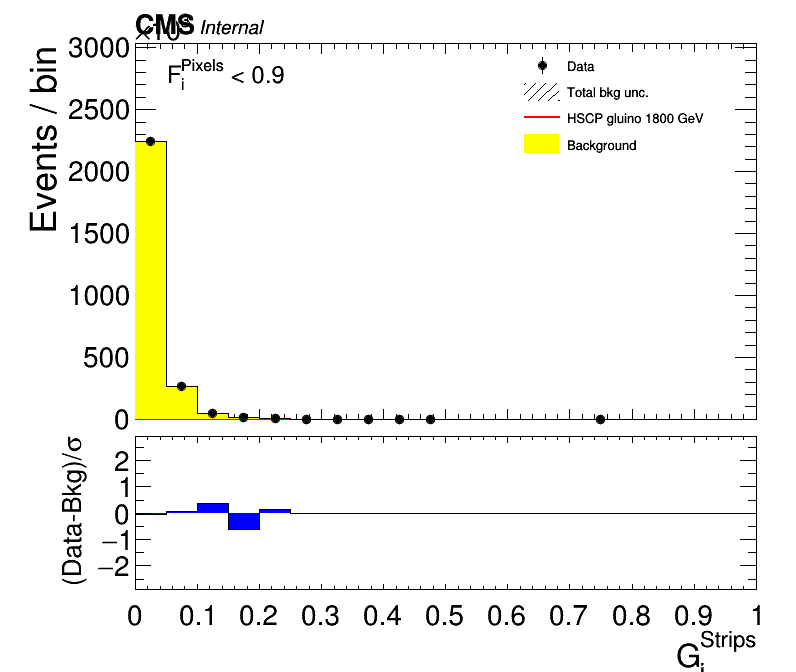 CMS Internal
×10³
3000
2500
2000
1500
1000
500
0
Events / bin
F_i^Pixels < 0.9
Data
Total bkg unc.
HSCP gluino 1800 GeV
Background
2
1
0
−1
−2
(Data-Bkg)/σ
0 0.1 0.2 0.3 0.4 0.5 0.6 0.7 0.8 0.9 1
G_i^Strips